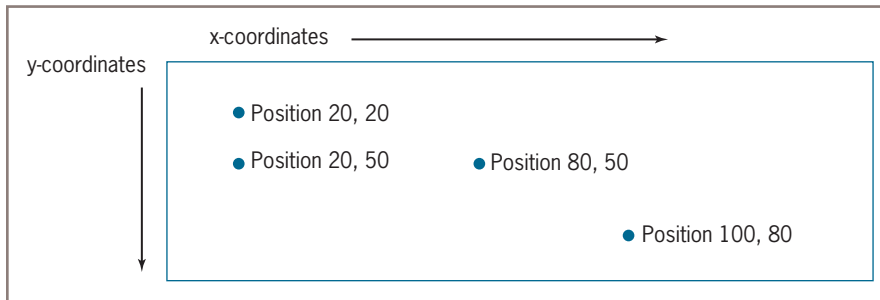 x-coordinates
y-coordinates
Position 20, 20
Position 20, 50
Position 80, 50
Position 100, 80